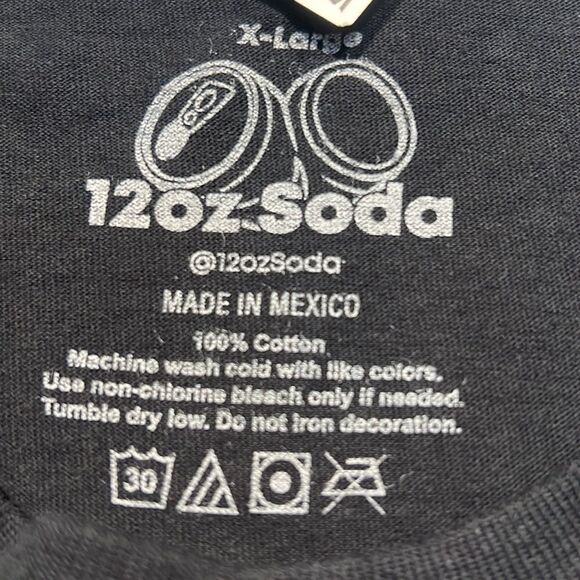 X-Large
12oz Soda
@12ozSoda
MADE IN MEXICO
100% Cotton
Machine wash cold with like colors.
Use non-chlorine bleach only if needed.
Tumble dry low. Do not iron decoration.
30